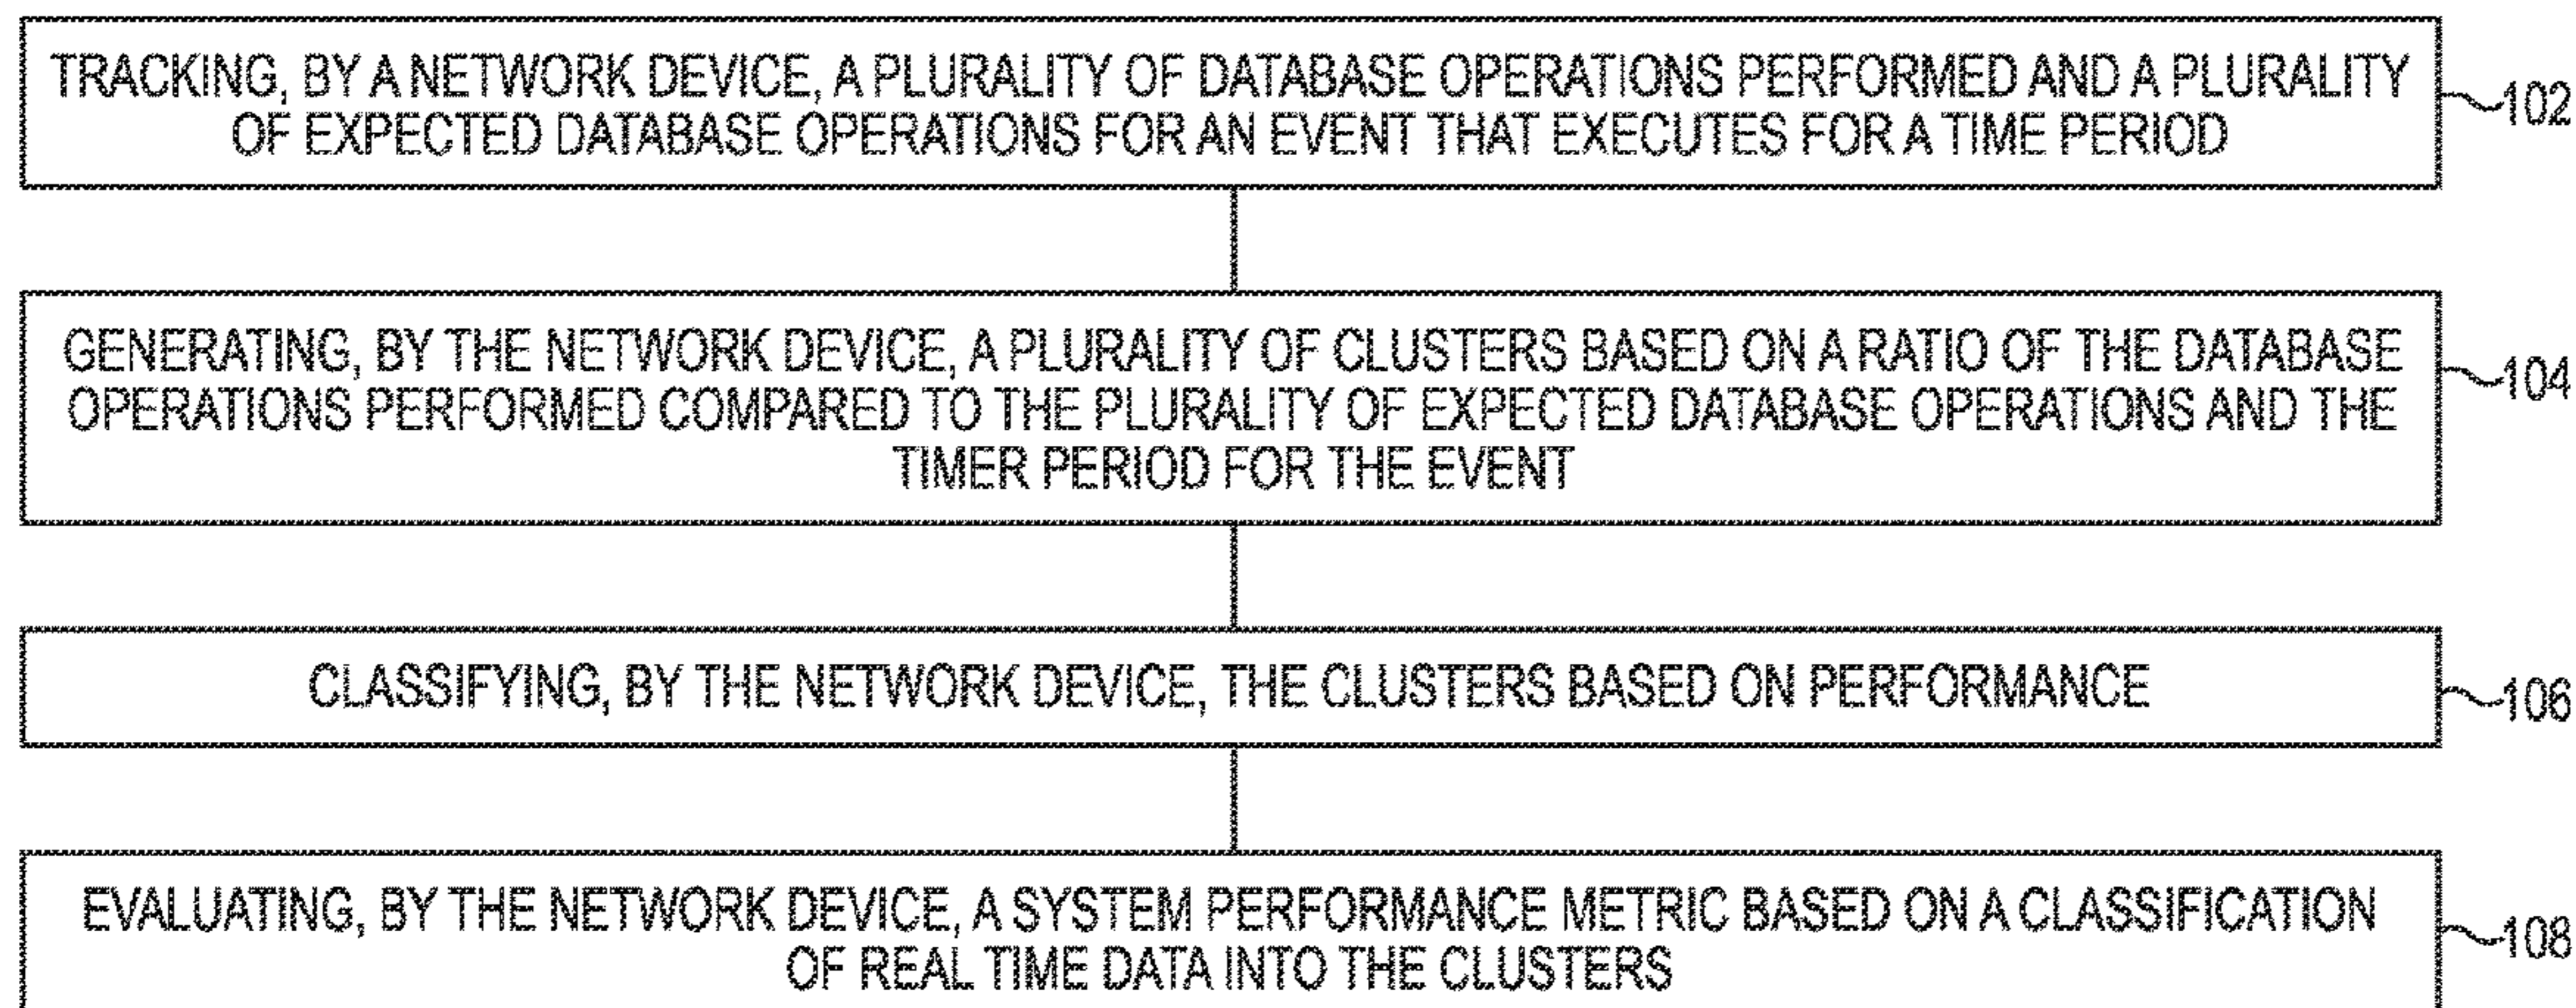 TRACKING, BY A NETWORK DEVICE, A PLURALITY OF DATABASE OPERATIONS PERFORMED AND A PLURALITY
OF EXPECTED DATABASE OPERATIONS FOR AN EVENT THAT EXECUTES FOR A TIME PERIOD
102
GENERATING, BY THE NETWORK DEVICE, A PLURALITY OF CLUSTERS BASED ON A RATIO OF THE DATABASE
OPERATIONS PERFORMED COMPARED TO THE PLURALITY OF EXPECTED DATABASE OPERATIONS AND THE
TIMER PERIOD FOR THE EVENT
104
CLASSIFYING, BY THE NETWORK DEVICE, THE CLUSTERS BASED ON PERFORMANCE
106
EVALUATING, BY THE NETWORK DEVICE, A SYSTEM PERFORMANCE METRIC BASED ON A CLASSIFICATION
OF REAL TIME DATA INTO THE CLUSTERS
108